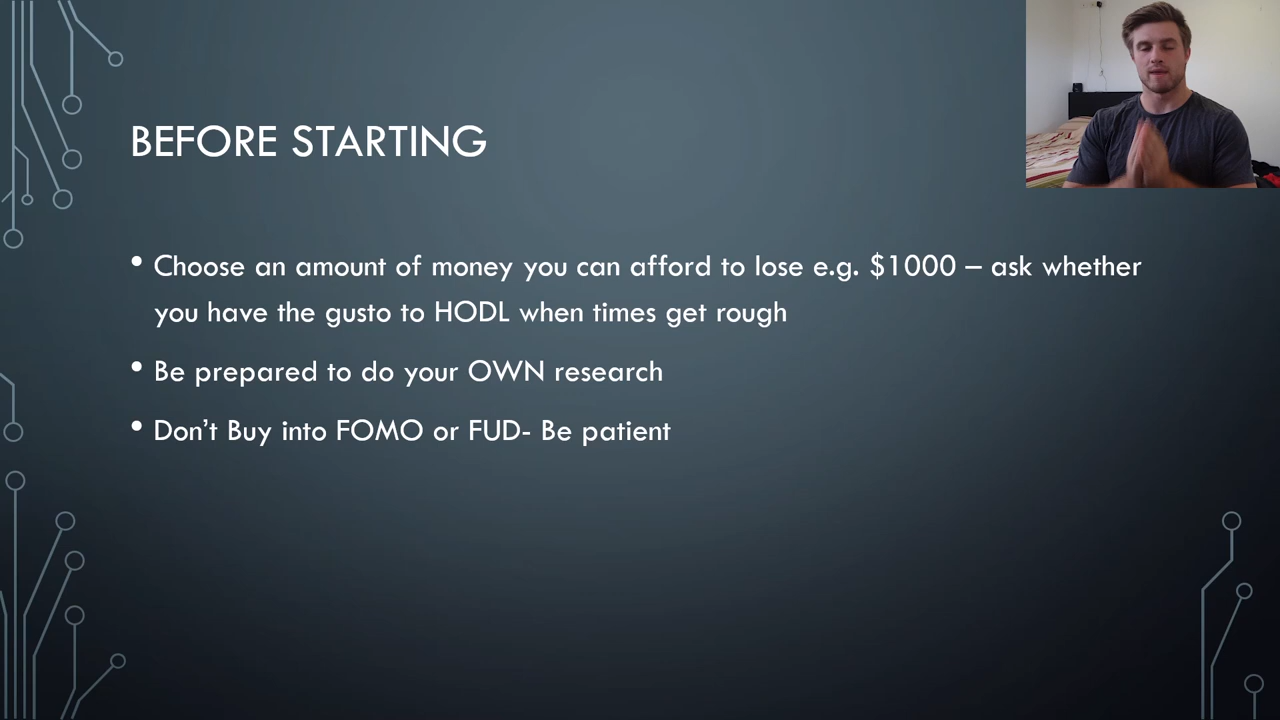 BEFORE STARTING
• Choose an amount of money you can afford to lose e.g. $1000 – ask whether
you have the gusto to HODL when times get rough
• Be prepared to do your OWN research
• Don’t Buy into FOMO or FUD- Be patient